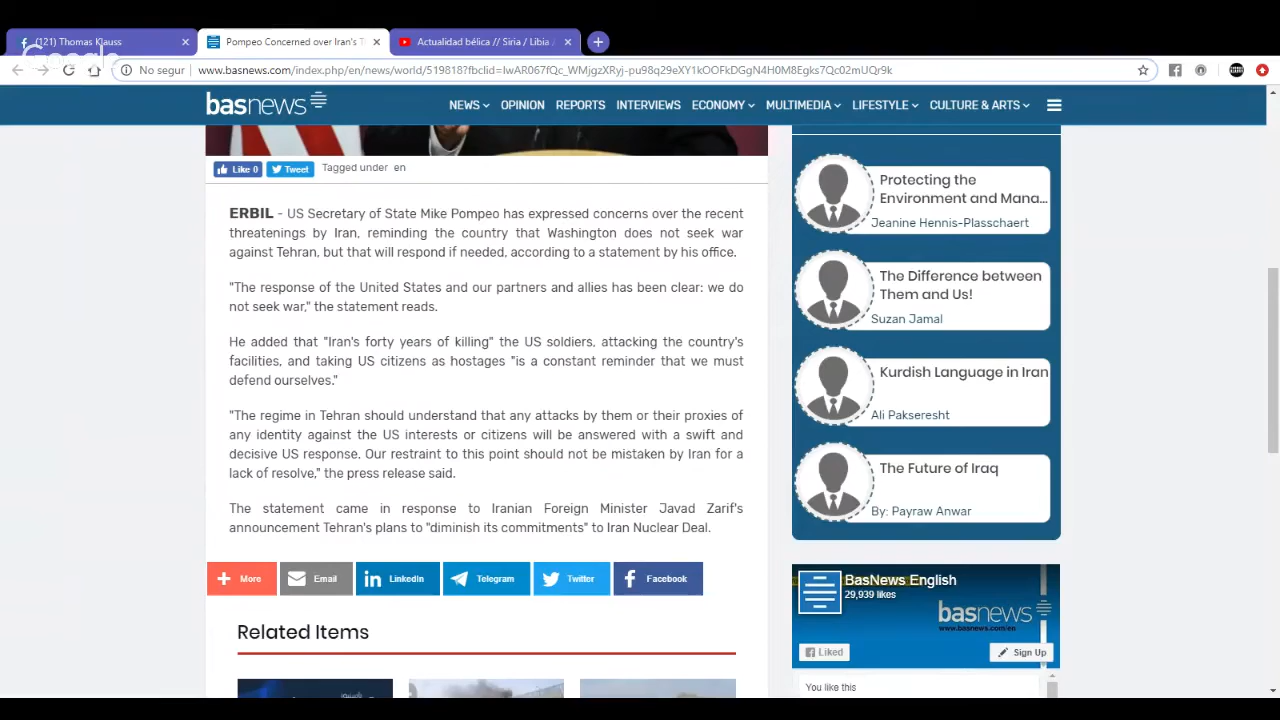 (121) Thomas Klauss
Pompeo Concerned over Iran's T
Actualidad bélica // Siria / Libia /
Google
No segur
www.basnews.com/index.php/en/news/world/519818?fbclid=IwAR067fQc_WMjgzXRyj-pu98q29eXY1kOOFkDGgN4H0M8Egks7Qc02mUQr9k
basnews
NEWS
OPINION
REPORTS
INTERVIEWS
ECONOMY
MULTIMEDIA
LIFESTYLE
CULTURE & ARTS
Like 0
Tweet
Tagged under en
ERBIL - US Secretary of State Mike Pompeo has expressed concerns over the recent
threatenings by Iran, reminding the country that Washington does not seek war
against Tehran, but that will respond if needed, according to a statement by his office.
"The response of the United States and our partners and allies has been clear: we do
not seek war," the statement reads.
He added that "Iran's forty years of killing" the US soldiers, attacking the country's
facilities, and taking US citizens as hostages "is a constant reminder that we must
defend ourselves."
"The regime in Tehran should understand that any attacks by them or their proxies of
any identity against the US interests or citizens will be answered with a swift and
decisive US response. Our restraint to this point should not be mistaken by Iran for a
lack of resolve," the press release said.
The statement came in response to Iranian Foreign Minister Javad Zarif's
announcement Tehran's plans to "diminish its commitments" to Iran Nuclear Deal.
More
Email
LinkedIn
Telegram
Twitter
Facebook
Related Items
Protecting the
Environment and Mana...
Jeanine Hennis-Plasschaert
The Difference between
Them and Us!
Suzan Jamal
Kurdish Language in Iran
Ali Pakseresht
The Future of Iraq
By: Payraw Anwar
BasNews English
29,939 likes
basnews
www.basnews.com/en
Liked
Sign Up
You like this